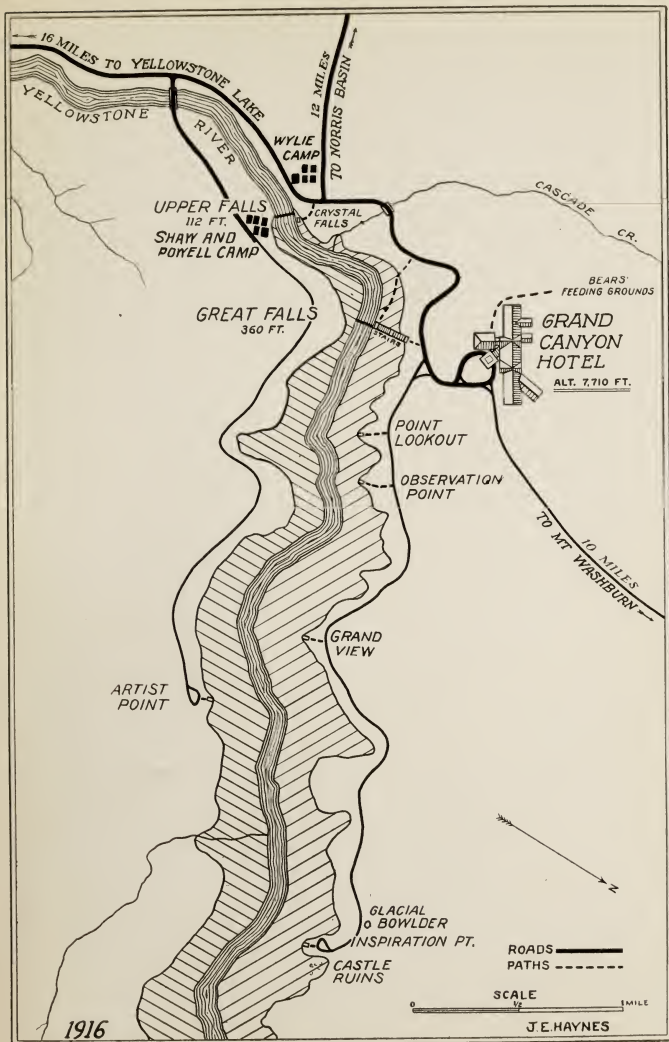 16 MILES TO YELLOWSTONE LAKE
YELLOWSTONE RIVER
12 MILES
TO NORRIS BASIN
WYLIE
CAMP
CASCADE
CR.
UPPER FALLS
112 FT.
CRYSTAL
FALLS
SHAW AND
POWELL CAMP
BEARS'
FEEDING GROUNDS
GREAT FALLS
360 FT.
STAIRS
GRAND
CANYON
HOTEL
ALT. 7,710 FT.
POINT
LOOKOUT
OBSERVATION
POINT
10 MILES
TO MT WASHBURN
GRAND
VIEW
ARTIST
POINT
N
GLACIAL
BOWLDER
INSPIRATION PT.
CASTLE
RUINS
ROADS
PATHS
SCALE
0 1/2 1 MILE
J.E.HAYNES
1916